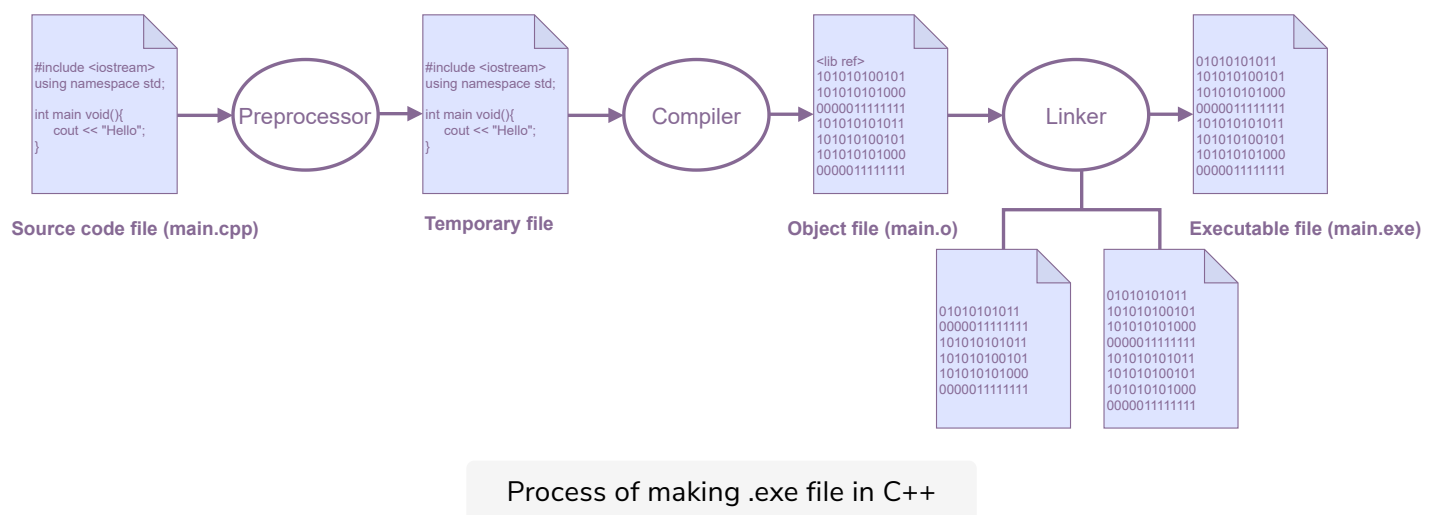 #include <iostream>
using namespace std;
int main void(){
cout << "Hello";
}
Source code file (main.cpp)
Preprocessor
#include <iostream>
using namespace std;
int main void(){
cout << "Hello";
}
Temporary file
Compiler
<lib ref>
101010100101
101010101000
0000011111111
101010101011
101010100101
101010101000
0000011111111
Object file (main.o)
Linker
01010101011
101010100101
101010101000
0000011111111
101010101011
101010100101
101010101000
0000011111111
Executable file (main.exe)
01010101011
0000011111111
101010101011
101010100101
101010101000
0000011111111
01010101011
101010100101
101010101000
0000011111111
101010101011
101010100101
101010101000
0000011111111
Process of making .exe file in C++